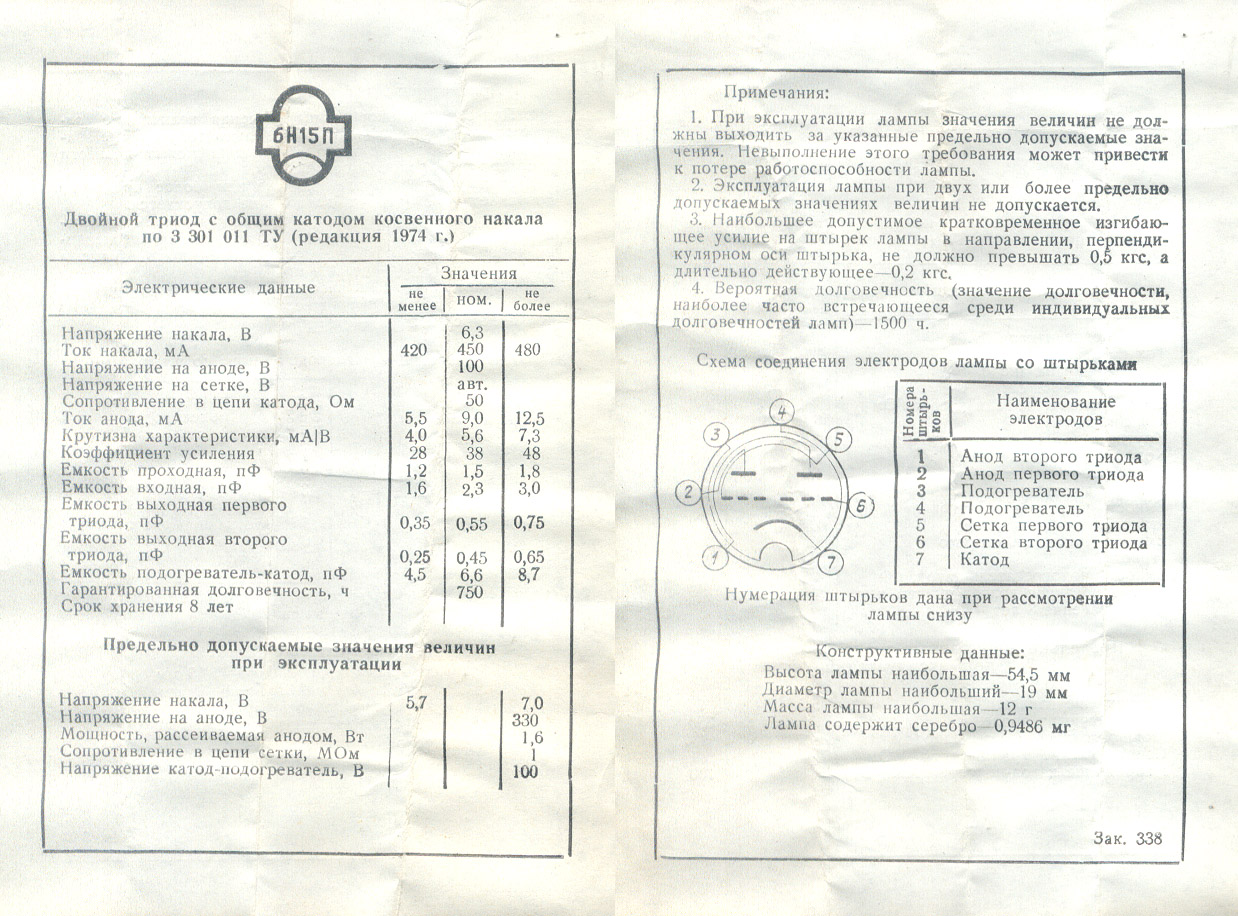 6Н15П
Двойной триод с общим катодом косвенного накала
по 3 301 011 ТУ (редакция 1974 г.)
Электрические данные
Значения
не менее
ном.
не более
Напряжение накала, В 6,3
Ток накала, мА 420 450 480
Напряжение на аноде, В 100
Напряжение на сетке, В авт.
Сопротивление в цепи катода, Ом 50
Ток анода, мА 5,5 9,0 12,5
Крутизна характеристики, мА|В 4,0 5,6 7,3
Коэффициент усиления 28 38 48
Емкость проходная, пФ 1,2 1,5 1,8
Емкость входная, пФ 1,6 2,3 3,0
Емкость выходная первого
триода, пФ 0,35 0,55 0,75
Емкость выходная второго
триода, пФ 0,25 0,45 0,65
Емкость подогреватель-катод, пФ 4,5 6,6 8,7
Гарантированная долговечность, ч 750
Срок хранения 8 лет
Предельно допускаемые значения величин
при эксплуатации
Напряжение накала, В 5,7 7,0
Напряжение на аноде, В 330
Мощность, рассеиваемая анодом, Вт 1,6
Сопротивление в цепи сетки, МОм 1
Напряжение катод-подогреватель, В 100
Примечания:
1. При эксплуатации лампы значения величин не дол-
жны выходить за указанные предельно допускаемые зна-
чения. Невыполнение этого требования может привести
к потере работоспособности лампы.
2. Эксплуатация лампы при двух или более предельно
допускаемых значениях величин не допускается.
3. Наибольшее допустимое кратковременное изгибаю-
щее усилие на штырек лампы в направлении, перпенди-
кулярном оси штырька, не должно превышать 0,5 кгс, а
длительно действующее—0,2 кгс.
4. Вероятная долговечность (значение долговечности,
наиболее часто встречающееся среди индивидуальных
долговечностей ламп)—1500 ч.
Схема соединения электродов лампы со штырьками
4
3
5
2
6
1
7
Номера
штырь-
ков
Наименование
электродов
1 Анод второго триода
2 Анод первого триода
3 Подогреватель
4 Подогреватель
5 Сетка первого триода
6 Сетка второго триода
7 Катод
Нумерация штырьков дана при рассмотрении
лампы снизу
Конструктивные данные:
Высота лампы наибольшая—54,5 мм
Диаметр лампы наибольший—19 мм
Масса лампы наибольшая—12 г
Лампа содержит серебро—0,9486 мг
Зак. 338